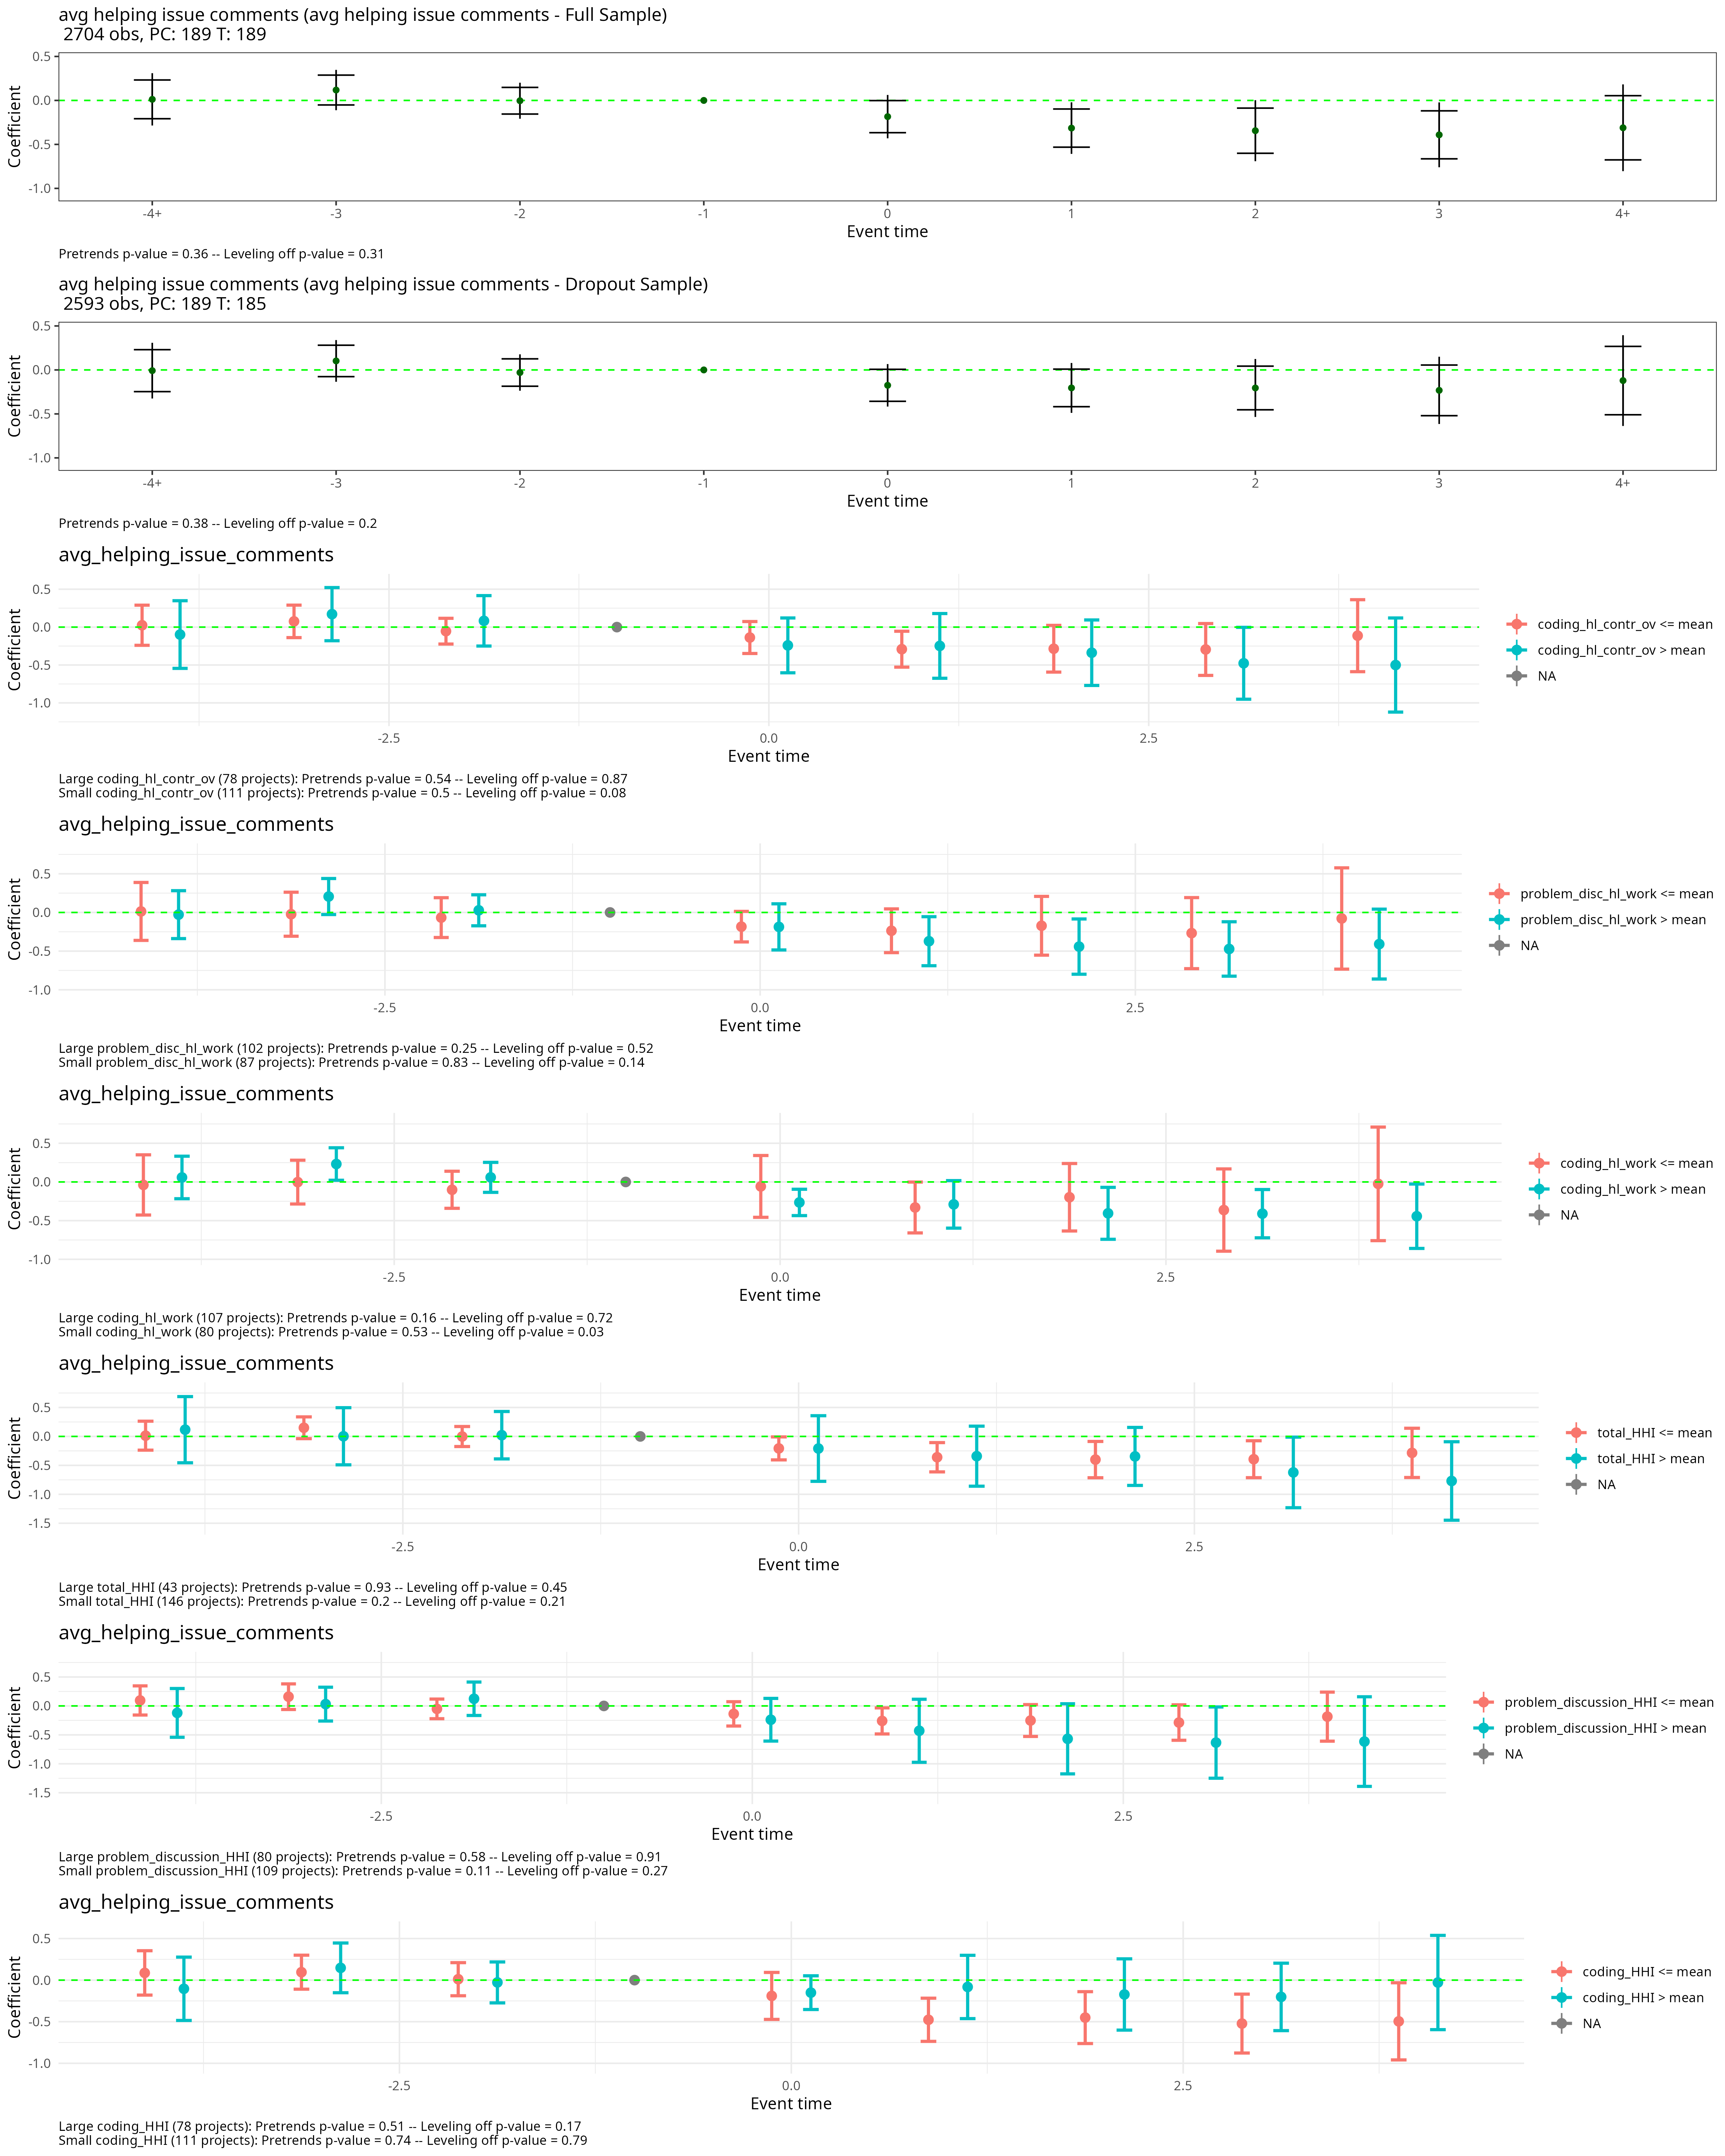 avg helping issue comments (avg helping issue comments - Full Sample)
2704 obs, PC: 189 T: 189
Coefficient
0.5
0.0
-0.5
-1.0
-4+
-3
-2
-1
0
1
2
3
4+
Event time
Pretrends p-value = 0.36 -- Leveling off p-value = 0.31
avg helping issue comments (avg helping issue comments - Dropout Sample)
2593 obs, PC: 189 T: 185
Coefficient
0.5
0.0
-0.5
-1.0
-4+
-3
-2
-1
0
1
2
3
4+
Event time
Pretrends p-value = 0.38 -- Leveling off p-value = 0.2
avg_helping_issue_comments
Coefficient
0.5
0.0
-0.5
-1.0
-2.5
0.0
2.5
Event time
coding_hl_contr_ov <= mean
coding_hl_contr_ov > mean
NA
Large coding_hl_contr_ov (78 projects): Pretrends p-value = 0.54 -- Leveling off p-value = 0.87
Small coding_hl_contr_ov (111 projects): Pretrends p-value = 0.5 -- Leveling off p-value = 0.08
avg_helping_issue_comments
Coefficient
0.5
0.0
-0.5
-1.0
-2.5
0.0
2.5
Event time
problem_disc_hl_work <= mean
problem_disc_hl_work > mean
NA
Large problem_disc_hl_work (102 projects): Pretrends p-value = 0.25 -- Leveling off p-value = 0.52
Small problem_disc_hl_work (87 projects): Pretrends p-value = 0.83 -- Leveling off p-value = 0.14
avg_helping_issue_comments
Coefficient
0.5
0.0
-0.5
-1.0
-2.5
0.0
2.5
Event time
coding_hl_work <= mean
coding_hl_work > mean
NA
Large coding_hl_work (107 projects): Pretrends p-value = 0.16 -- Leveling off p-value = 0.72
Small coding_hl_work (80 projects): Pretrends p-value = 0.53 -- Leveling off p-value = 0.03
avg_helping_issue_comments
Coefficient
0.5
0.0
-0.5
-1.0
-1.5
-2.5
0.0
2.5
Event time
total_HHI <= mean
total_HHI > mean
NA
Large total_HHI (43 projects): Pretrends p-value = 0.93 -- Leveling off p-value = 0.45
Small total_HHI (146 projects): Pretrends p-value = 0.2 -- Leveling off p-value = 0.21
avg_helping_issue_comments
Coefficient
0.5
0.0
-0.5
-1.0
-1.5
-2.5
0.0
2.5
Event time
problem_discussion_HHI <= mean
problem_discussion_HHI > mean
NA
Large problem_discussion_HHI (80 projects): Pretrends p-value = 0.58 -- Leveling off p-value = 0.91
Small problem_discussion_HHI (109 projects): Pretrends p-value = 0.11 -- Leveling off p-value = 0.27
avg_helping_issue_comments
Coefficient
0.5
0.0
-0.5
-1.0
-2.5
0.0
2.5
Event time
coding_HHI <= mean
coding_HHI > mean
NA
Large coding_HHI (78 projects): Pretrends p-value = 0.51 -- Leveling off p-value = 0.17
Small coding_HHI (111 projects): Pretrends p-value = 0.74 -- Leveling off p-value = 0.79